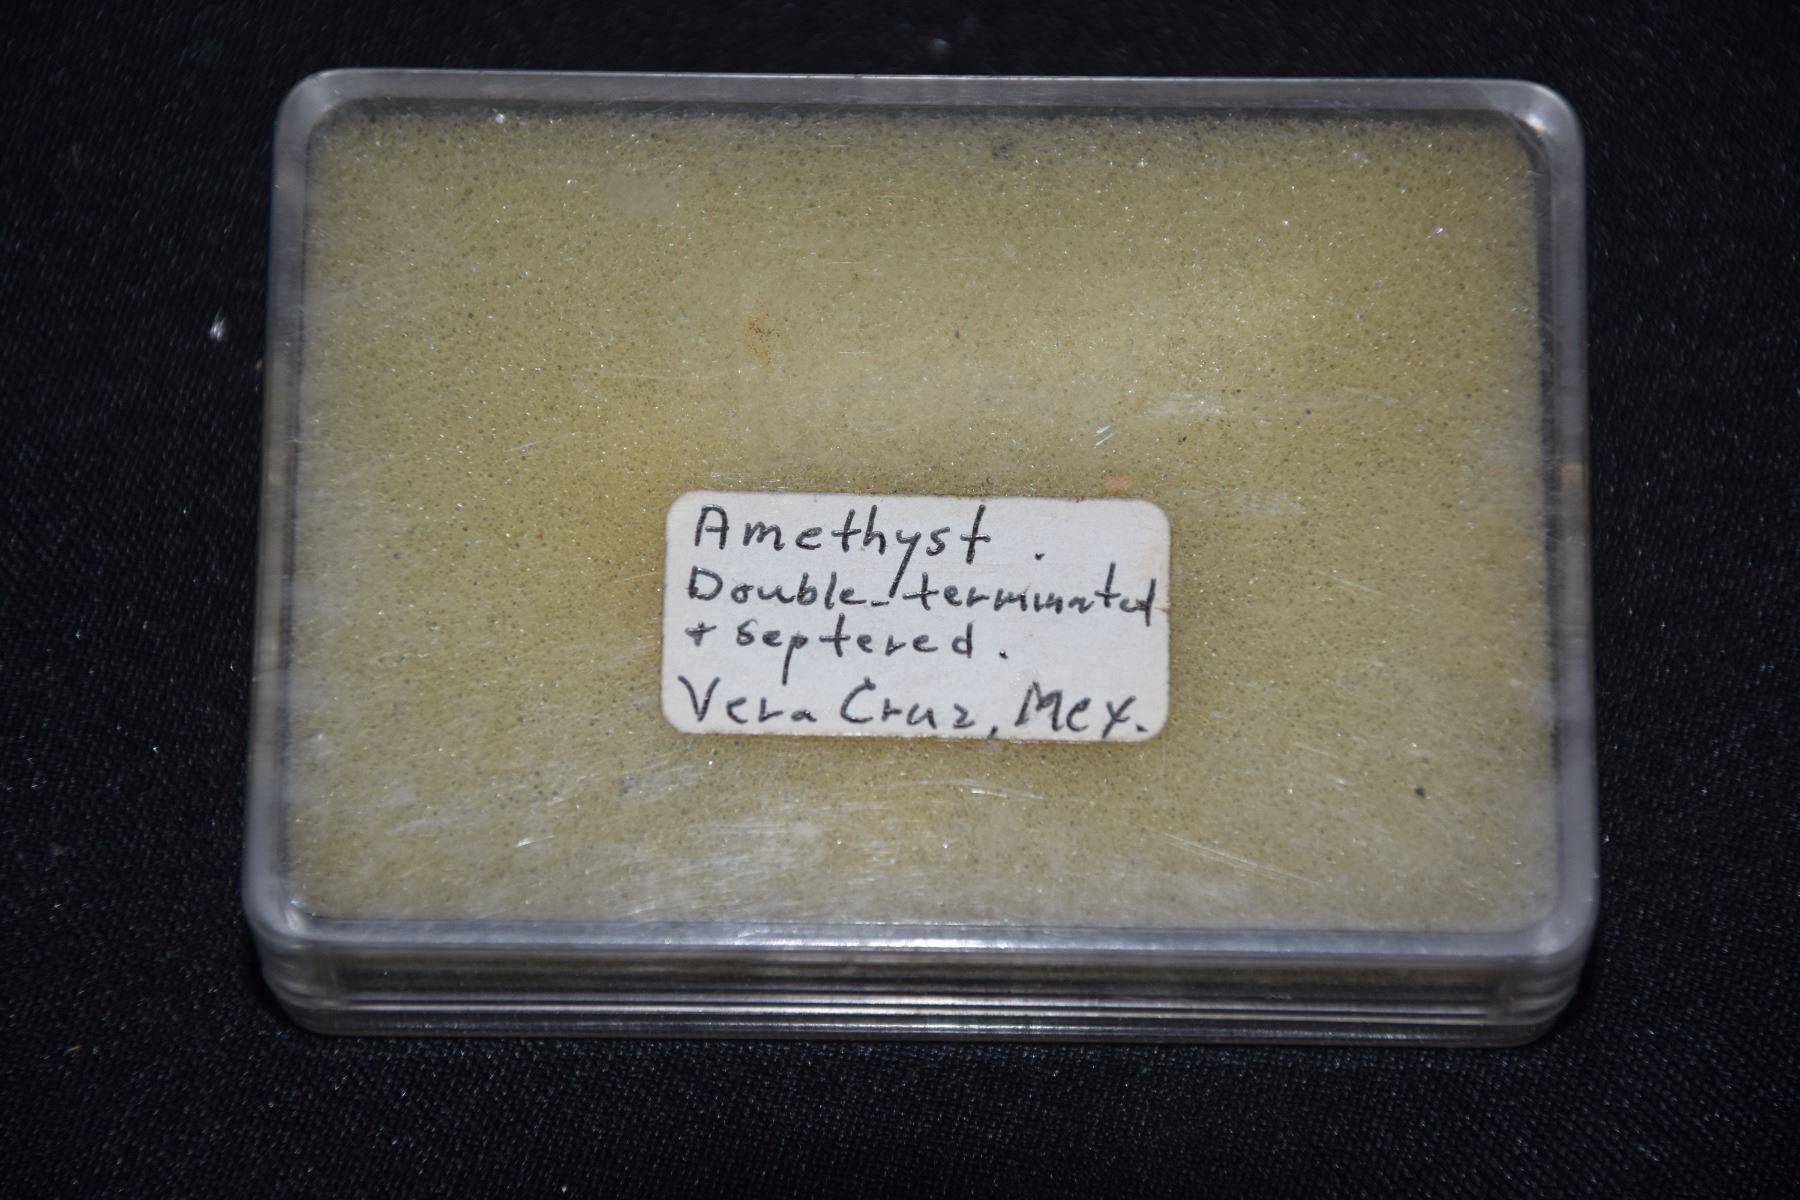 Amethyst.
Double-terminated
+ septered.
Vera Cruz, Mex.